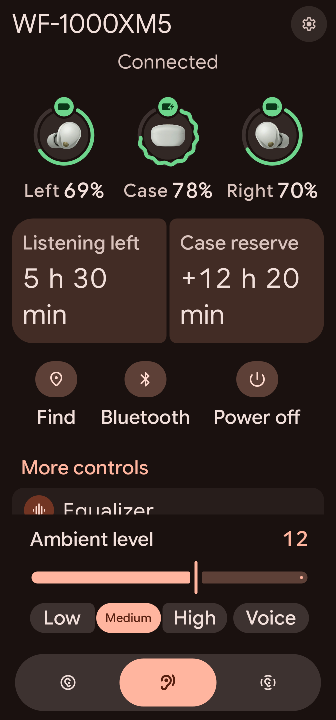 WF-1000XM5
Connected
Left 69% Case 78% Right 70%
Listening left
5 h 30
min
Case reserve
+12 h 20
min
Find Bluetooth Power off
More controls
Equalizer
Ambient level 12
Low Medium High Voice